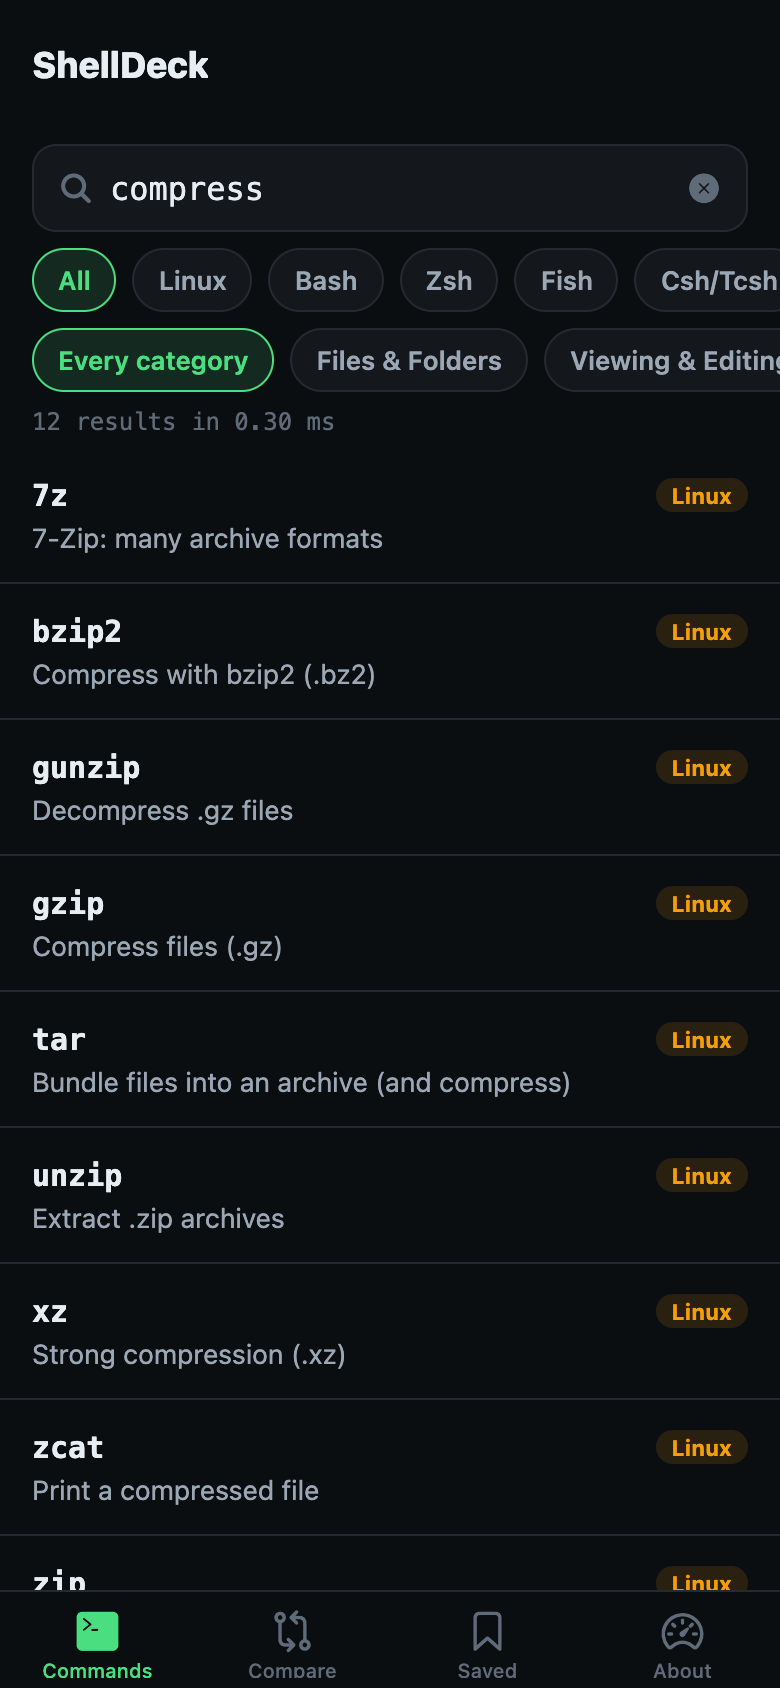 ShellDeck
compress
All Linux Bash Zsh Fish Csh/Tcsh
Every category Files & Folders Viewing & Editing
12 results in 0.30 ms
7z Linux
7-Zip: many archive formats
bzip2 Linux
Compress with bzip2 (.bz2)
gunzip Linux
Decompress .gz files
gzip Linux
Compress files (.gz)
tar Linux
Bundle files into an archive (and compress)
unzip Linux
Extract .zip archives
xz Linux
Strong compression (.xz)
zcat Linux
Print a compressed file
zip Linux
Commands Compare Saved About